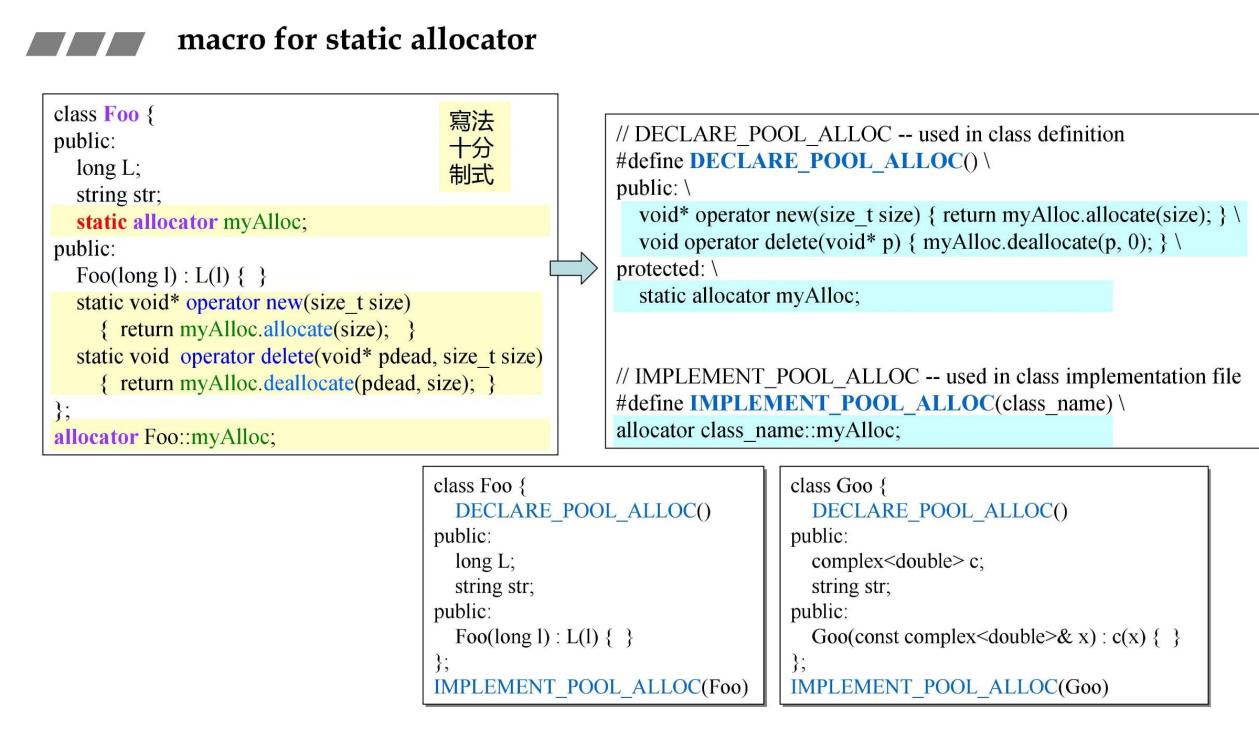 macro for static allocator
class Foo {
public:
long L;
string str;
static allocator myAlloc;
public:
Foo(long l) : L(l) { }
static void* operator new(size_t size)
{ return myAlloc.allocate(size); }
static void operator delete(void* pdead, size_t size)
{ return myAlloc.deallocate(pdead, size); }
};
allocator Foo::myAlloc;
寫法
十分
制式
// DECLARE_POOL_ALLOC -- used in class definition
#define DECLARE_POOL_ALLOC() \
public: \
void* operator new(size_t size) { return myAlloc.allocate(size); } \
void operator delete(void* p) { myAlloc.deallocate(p, 0); } \
protected: \
static allocator myAlloc;
// IMPLEMENT_POOL_ALLOC -- used in class implementation file
#define IMPLEMENT_POOL_ALLOC(class_name) \
allocator class_name::myAlloc;
class Foo {
DECLARE_POOL_ALLOC()
public:
long L;
string str;
public:
Foo(long l) : L(l) { }
};
IMPLEMENT_POOL_ALLOC(Foo)
class Goo {
DECLARE_POOL_ALLOC()
public:
complex<double> c;
string str;
public:
Goo(const complex<double>& x) : c(x) { }
};
IMPLEMENT_POOL_ALLOC(Goo)